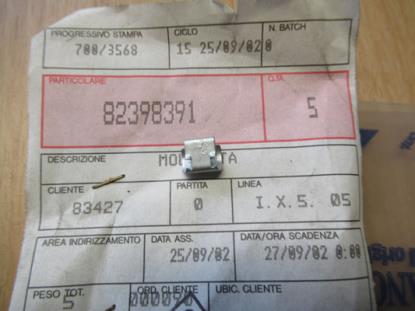 PROGRESSIVO STAMPA CICLO N. BATCH
700/3568 15 25/09/02 0
PARTICOLARE Q.TA
82398391 5
DESCRIZIONE
CLIENTE PARTITA LINEA
83427 0 I.X.5. 05
AREA INDIRIZZAMENTO DATA ASS. DATA/ORA SCADENZA
25/09/02 27/09/02 0:00
PESO TOT. ORD. CLIENTE UBIC. CLIENTE
5 000090